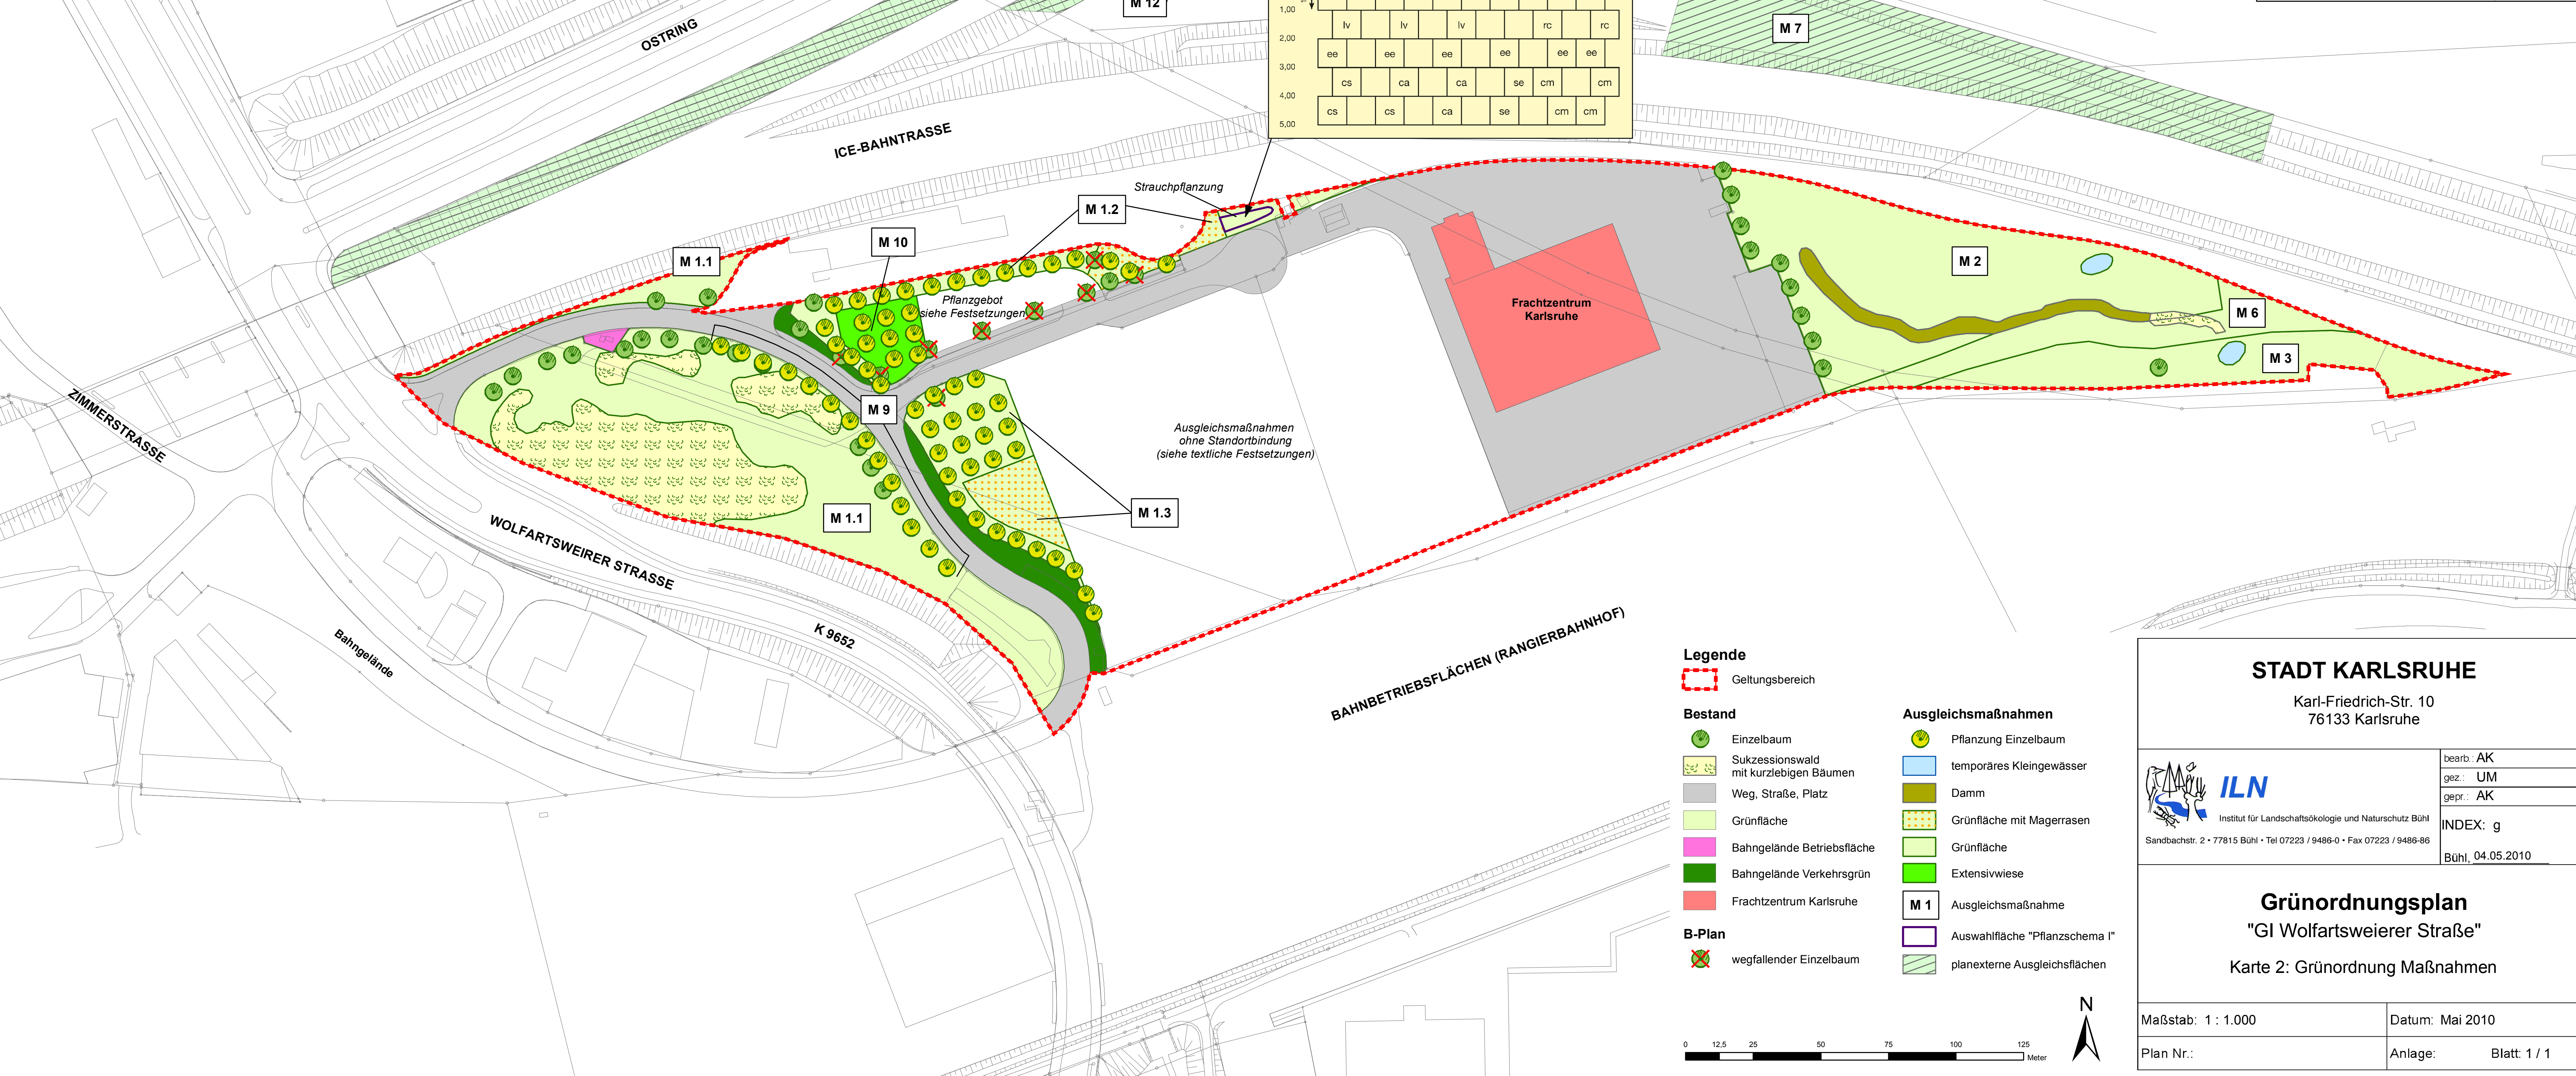 M 12
OSTRING
ICE-BAHNTRASSE
1,00
lv lv lv rc rc
2,00
ee ee ee ee ee ee
3,00
cs ca ca se cm cm
4,00
cs cs ca se cm cm
5,00
M 7
Strauchpflanzung
M 1.2
M 10
M 1.1
Pflanzgebot
siehe Festsetzungen
Frachtzentrum
Karlsruhe
M 2
M 6
M 3
ZIMMERSTRASSE
M 9
Ausgleichsmaßnahmen
ohne Standortbindung
(siehe textliche Festsetzungen)
M 1.1
M 1.3
WOLFARTSWEIRER STRASSE
K 9652
Bahngelände
BAHNBETRIEBSFLÄCHEN (RANGIERBAHNHOF)
Legende
Geltungsbereich
Bestand
Einzelbaum
Sukzessionswald
mit kurzlebigen Bäumen
Weg, Straße, Platz
Grünfläche
Bahngelände Betriebsfläche
Bahngelände Verkehrsgrün
Frachtzentrum Karlsruhe
B-Plan
wegfallender Einzelbaum
Ausgleichsmaßnahmen
Pflanzung Einzelbaum
temporäres Kleingewässer
Damm
Grünfläche mit Magerrasen
Grünfläche
Extensivwiese
M 1 Ausgleichsmaßnahme
Auswahlfläche "Pflanzschema I"
planexterne Ausgleichsflächen
0 12,5 25 50 75 100 125
Meter
N
STADT KARLSRUHE
Karl-Friedrich-Str. 10
76133 Karlsruhe
ILN
Institut für Landschaftsökologie und Naturschutz Bühl
Sandbachstr. 2 • 77815 Bühl • Tel 07223 / 9486-0 • Fax 07223 / 9486-86
bearb.: AK
gez.: UM
gepr.: AK
INDEX: g
Bühl, 04.05.2010
Grünordnungsplan
"GI Wolfartsweierer Straße"
Karte 2: Grünordnung Maßnahmen
Maßstab: 1 : 1.000
Datum: Mai 2010
Plan Nr.:
Anlage:
Blatt: 1 / 1